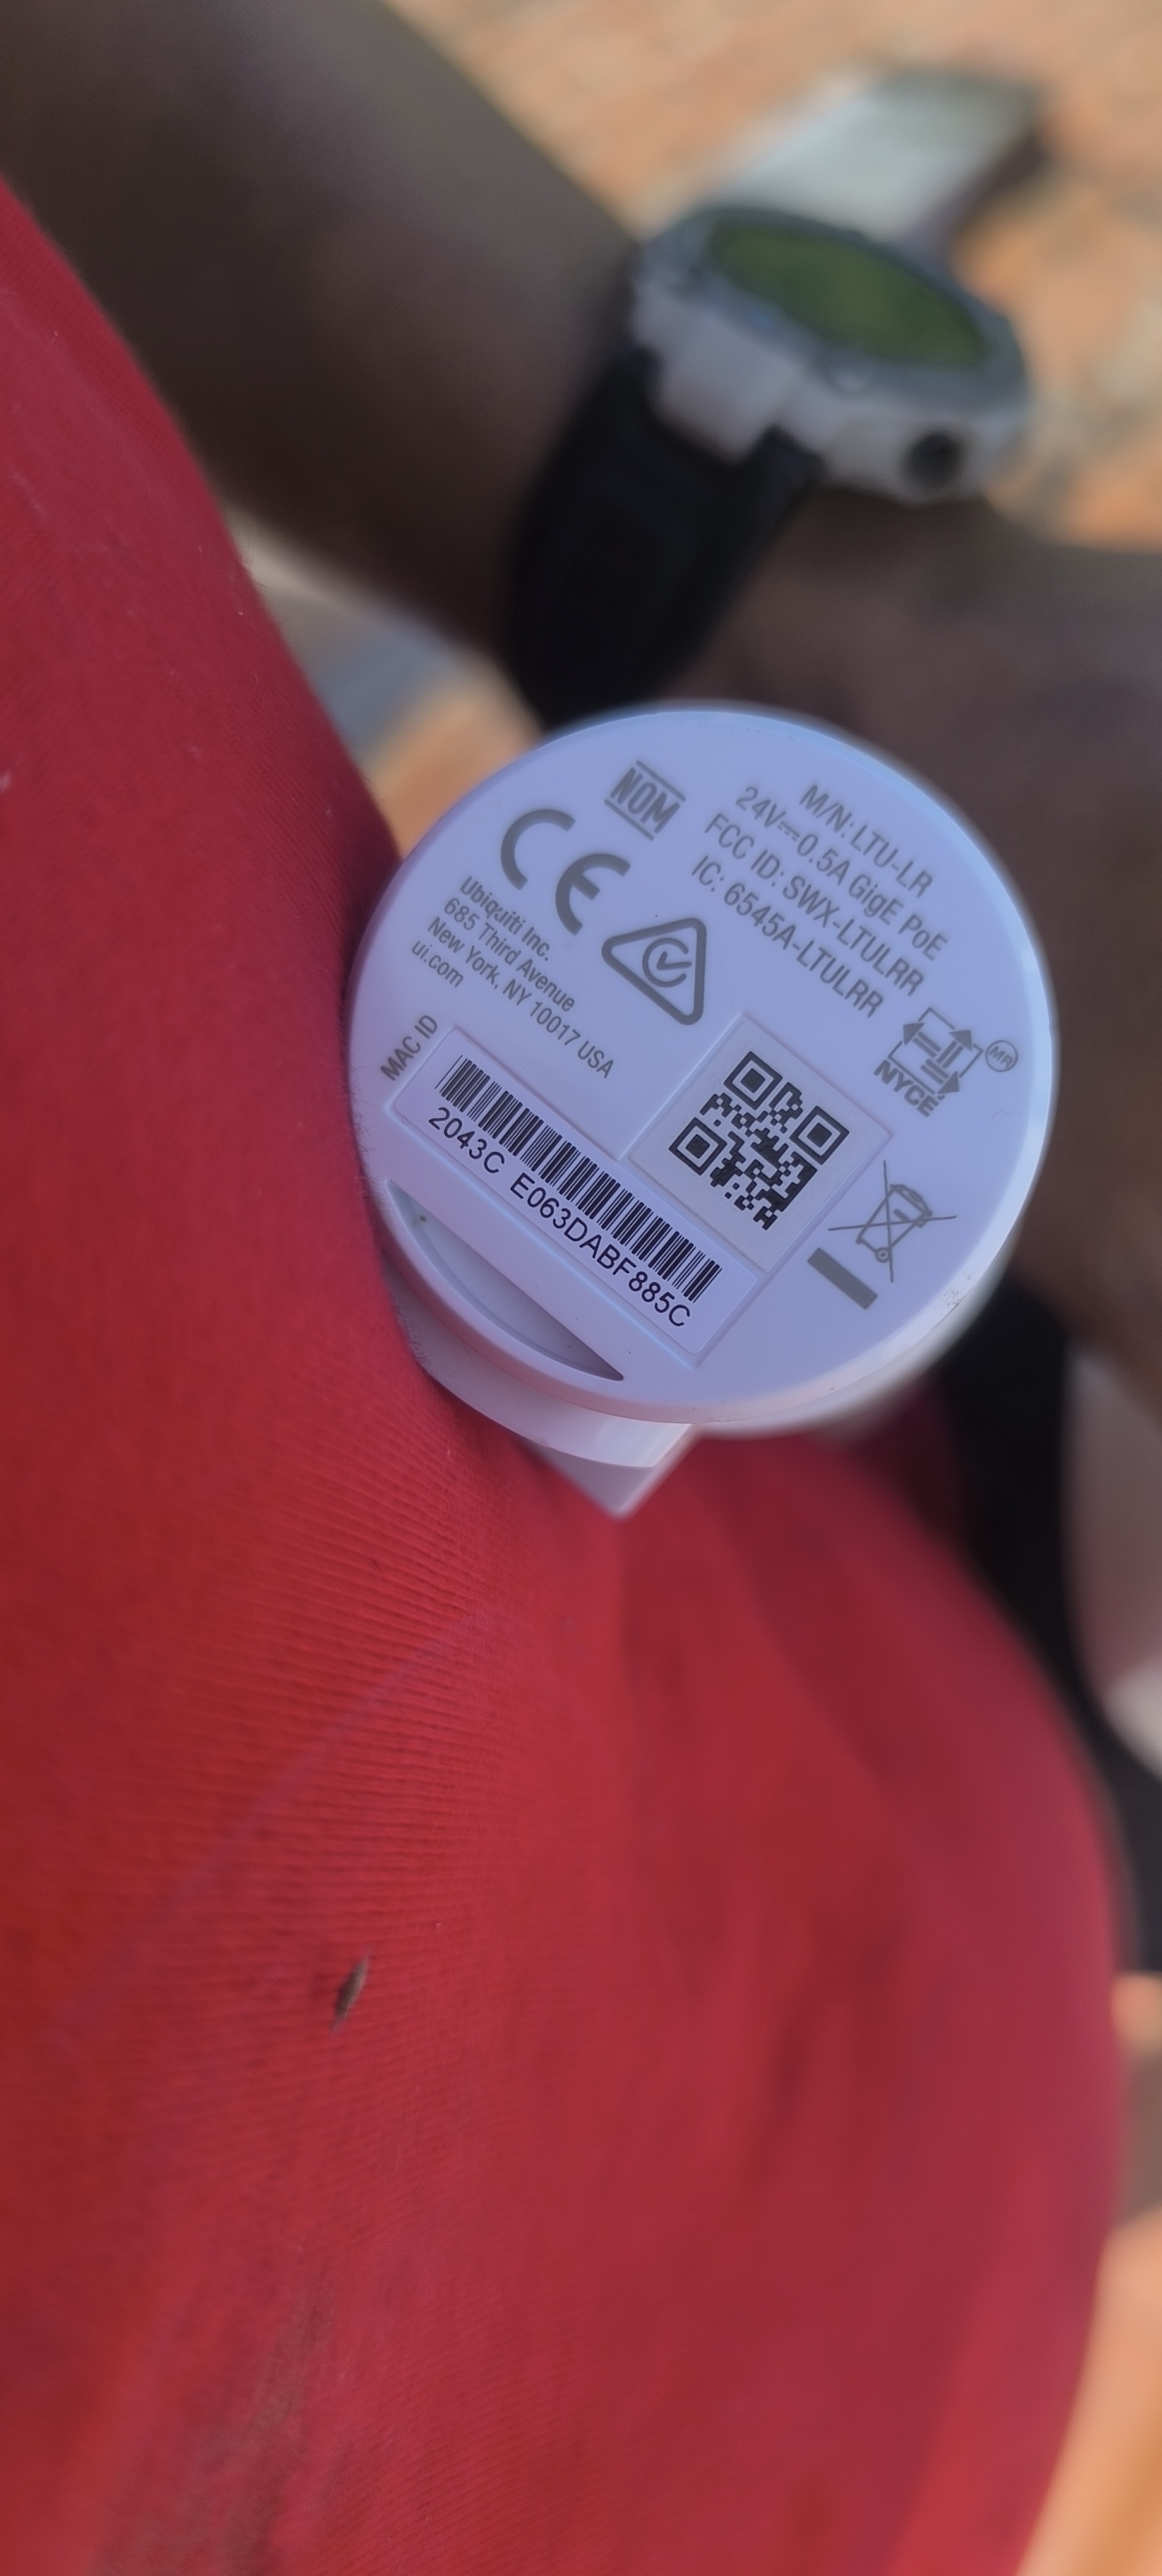 M/N: LTU-LR
24V⎓0.5A GigE PoE
FCC ID: SWX-LTULRR
IC: 6545A-LTULRR
NOM
CE
Ubiquiti Inc.
685 Third Avenue
New York, NY 10017 USA
ui.com
NYCE
MR
MAC ID
2043C E063DABF885C